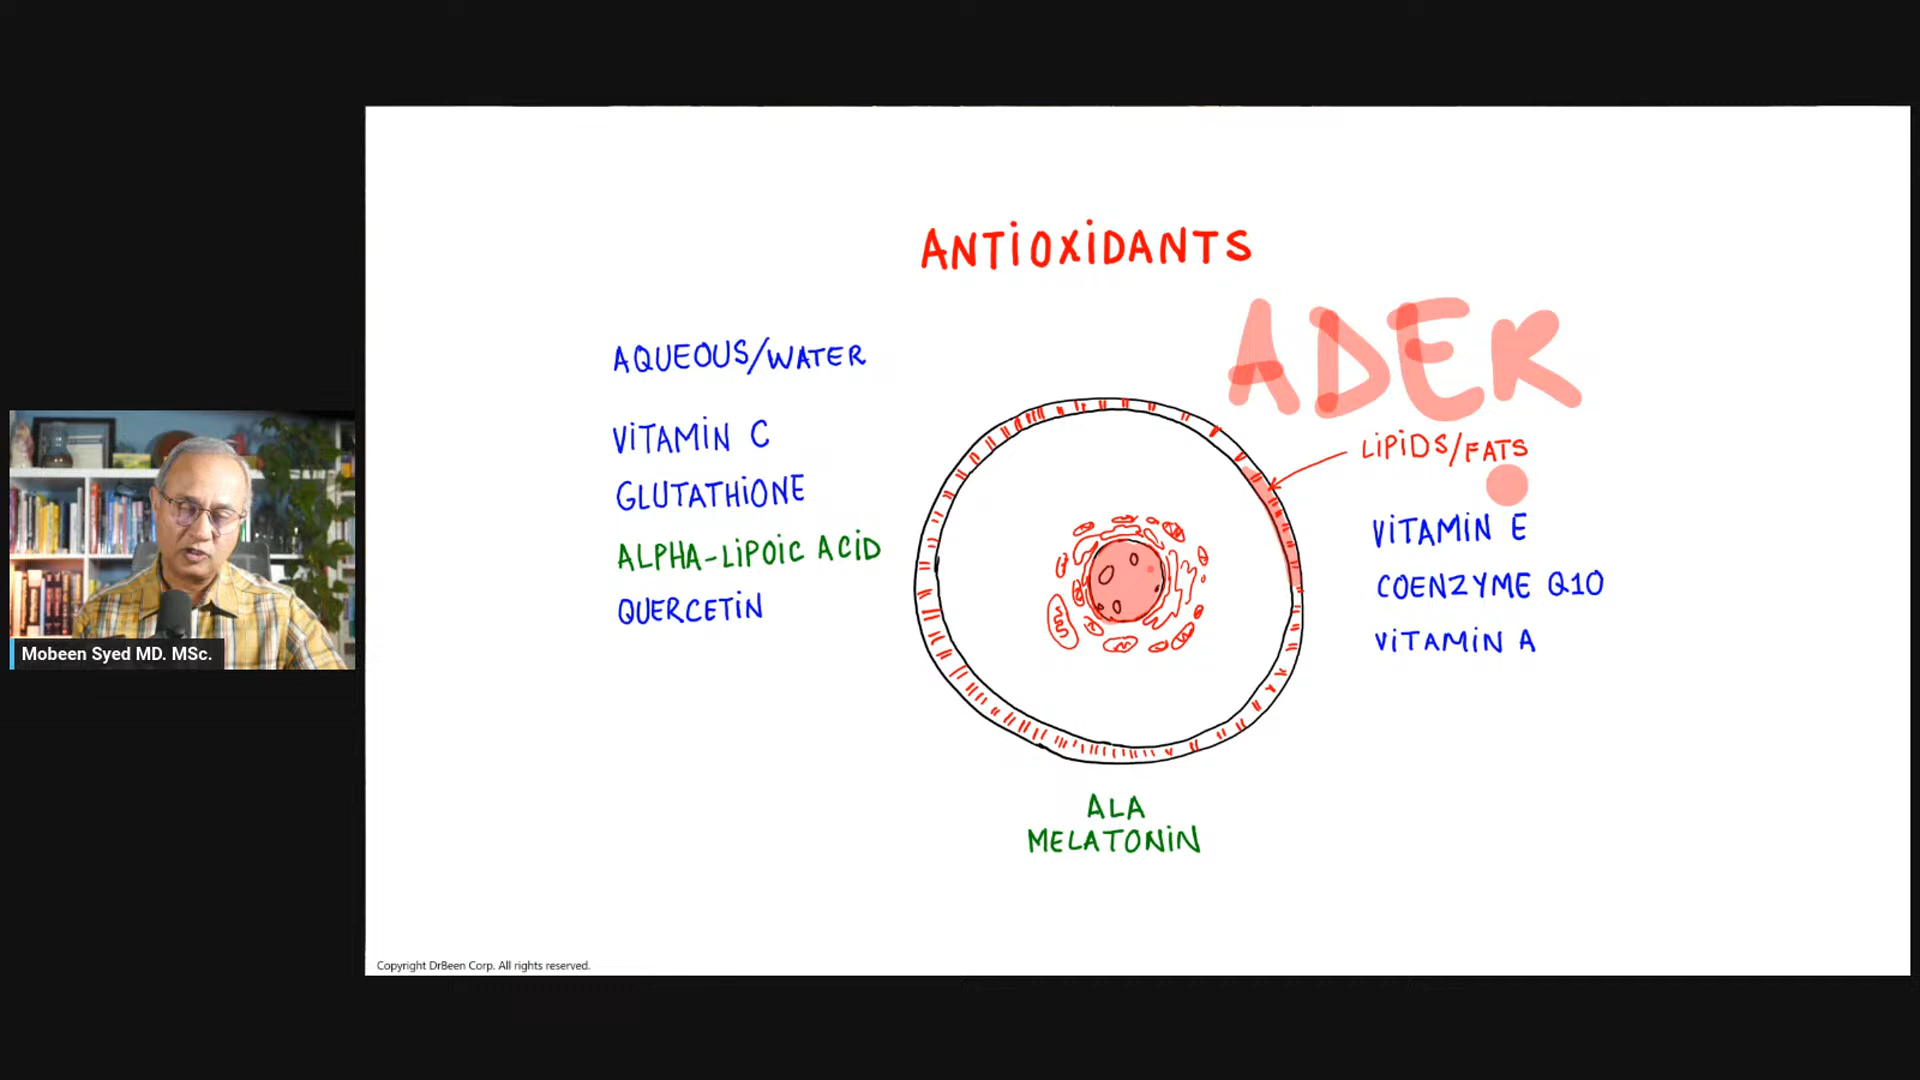 ANTIOXIDANTS
ADEK
AQUEOUS/WATER
VITAMIN C
GLUTATHIONE
ALPHA-LIPOIC ACID
QUERCETIN
LIPIDS/FATS
VITAMIN E
COENZYME Q10
VITAMIN A
ALA
MELATONIN
Mobeen Syed MD. MSc.
Copyright DrBeen Corp. All rights reserved.